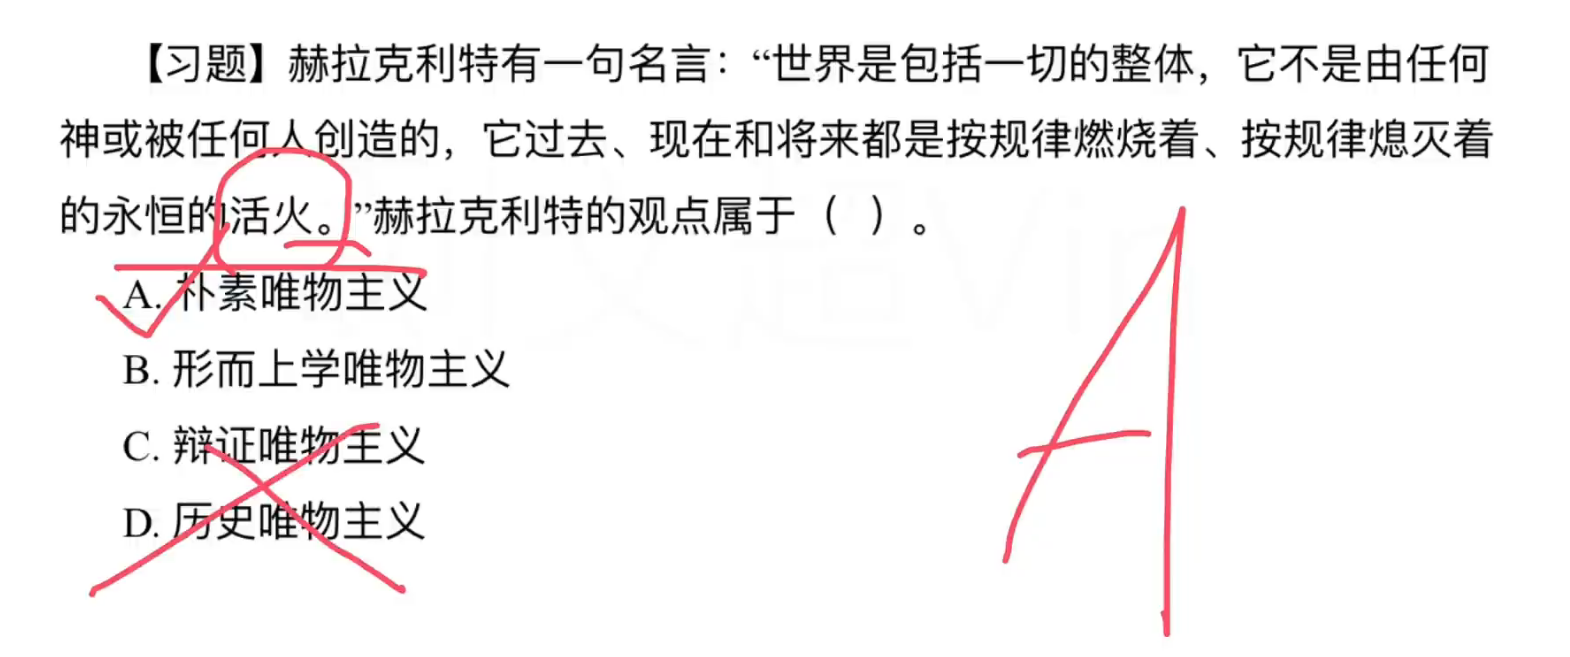 【习题】赫拉克利特有一句名言：“世界是包括一切的整体，它不是由任何
神或被任何人创造的，它过去、现在和将来都是按规律燃烧着、按规律熄灭着
的永恒的活火。”赫拉克利特的观点属于（ ）。
A. 朴素唯物主义
B. 形而上学唯物主义
C. 辩证唯物主义
D. 历史唯物主义
A